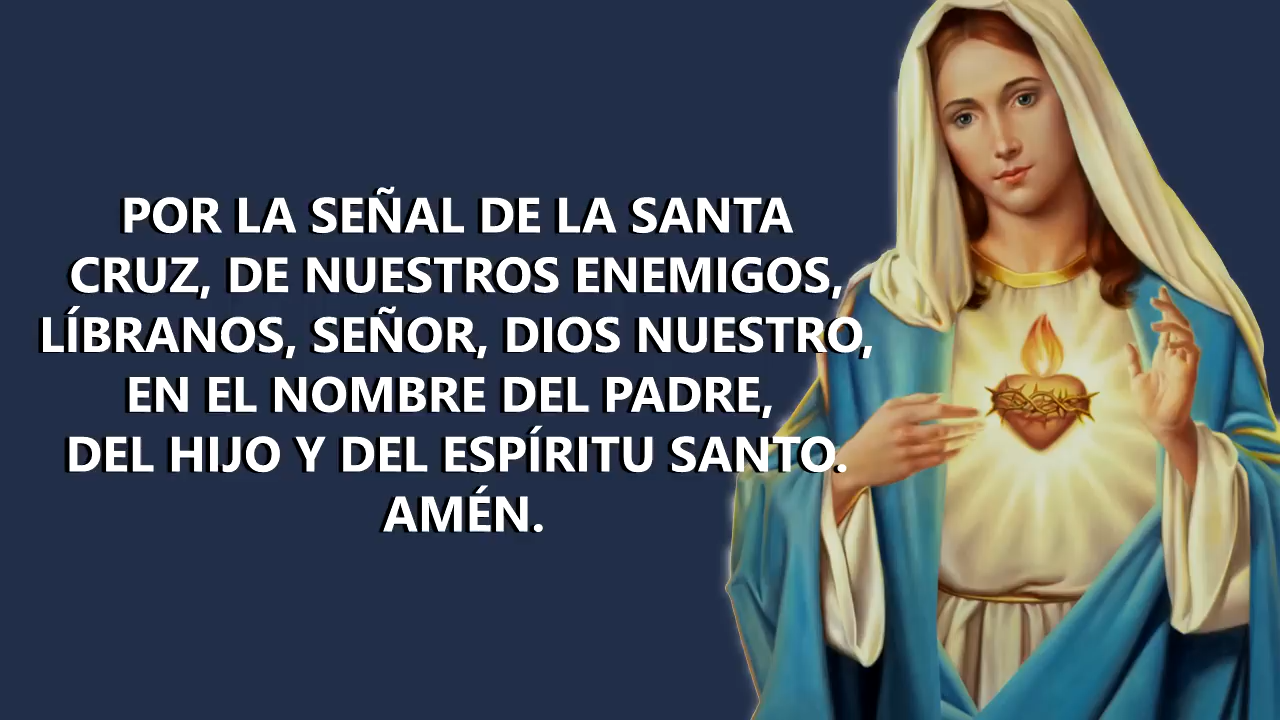 POR LA SEÑAL DE LA SANTA
CRUZ, DE NUESTROS ENEMIGOS,
LÍBRANOS, SEÑOR, DIOS NUESTRO,
EN EL NOMBRE DEL PADRE,
DEL HIJO Y DEL ESPÍRITU SANTO.
AMÉN.